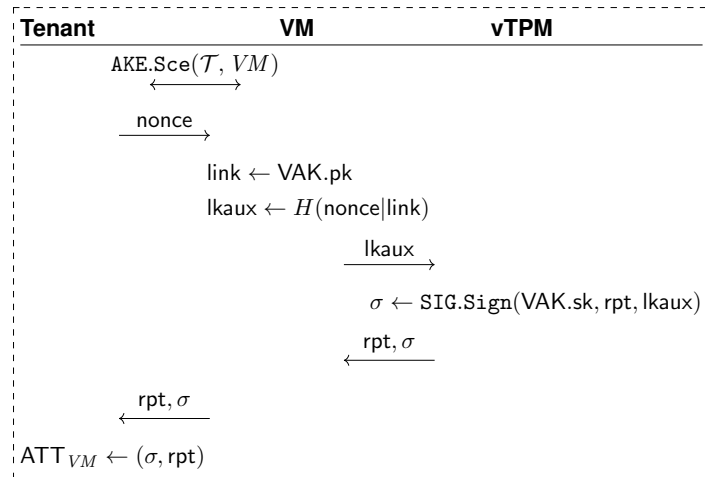 Tenant VM vTPM
AKE.Sce(𝒯, VM)
nonce
link ← VAK.pk
lkaux ← H(nonce|link)
lkaux
σ ← SIG.Sign(VAK.sk, rpt, lkaux)
rpt, σ
rpt, σ
ATT_VM ← (σ, rpt)